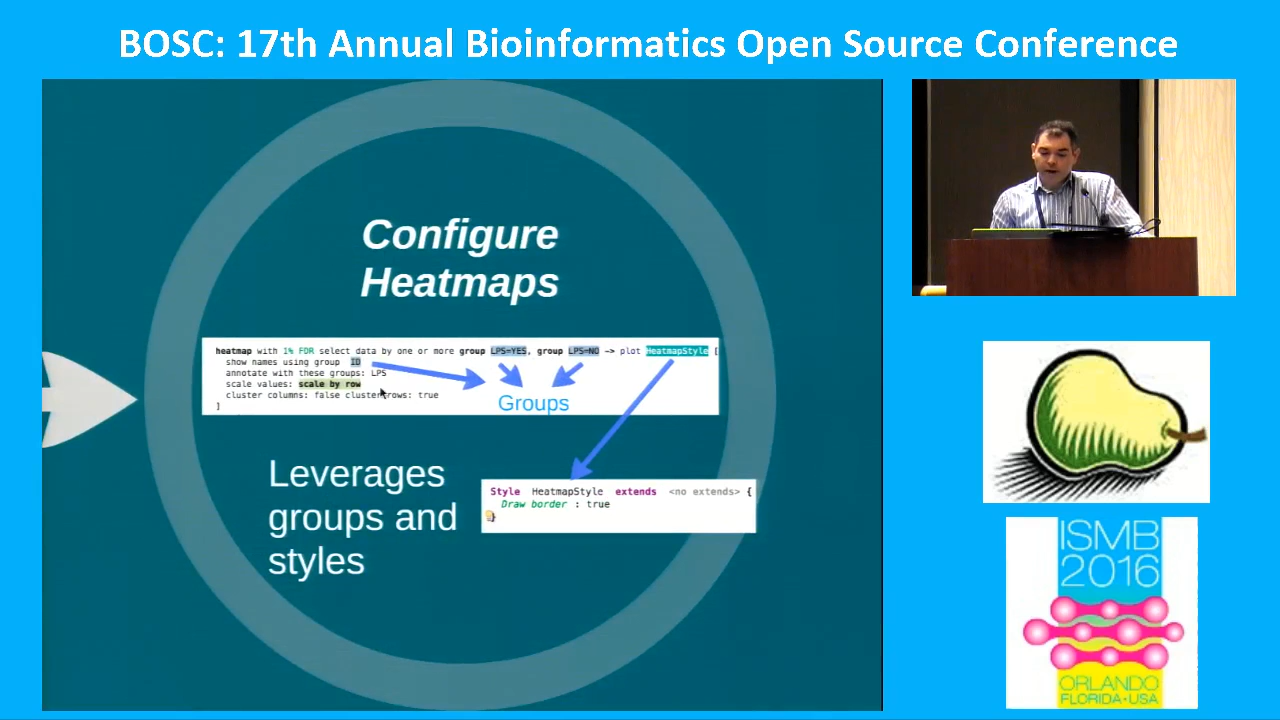 BOSC: 17th Annual Bioinformatics Open Source Conference
Configure
Heatmaps
heatmap with 1% FDR select data by one or more group LPS=YES, group LPS=NO -> plot HeatmapStyle [
show names using group ID
annotate with these groups: LPS
scale values: scale by row
cluster columns: false cluster rows: true
]
Groups
Leverages
groups and
styles
Style HeatmapStyle extends <no extends> {
Draw border : true
}
ISMB
2016
ORLANDO
FLORIDA•USA